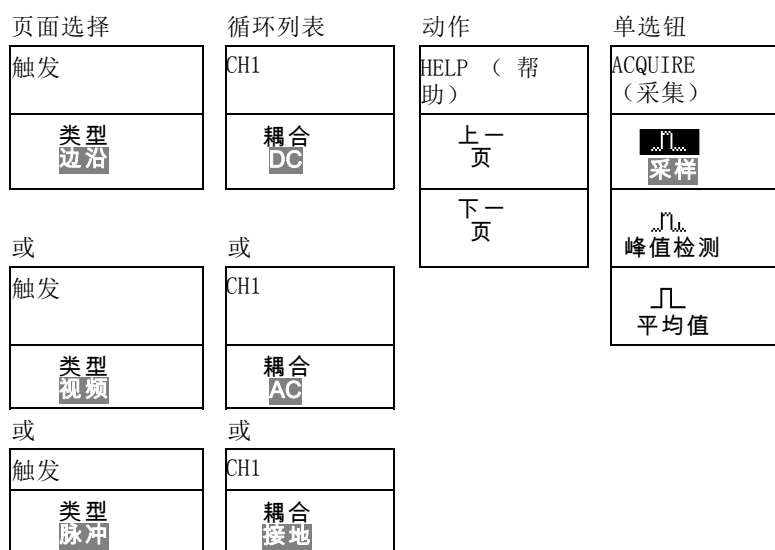 页面选择
触发
类型
边沿
或
触发
类型
视频
或
触发
类型
脉冲
循环列表
CH1
耦合
DC
或
CH1
耦合
AC
或
CH1
耦合
接地
动作
HELP （ 帮
助）
上一
页
下一
页
单选钮
ACQUIRE
（采集）
采样
峰值检测
平均值